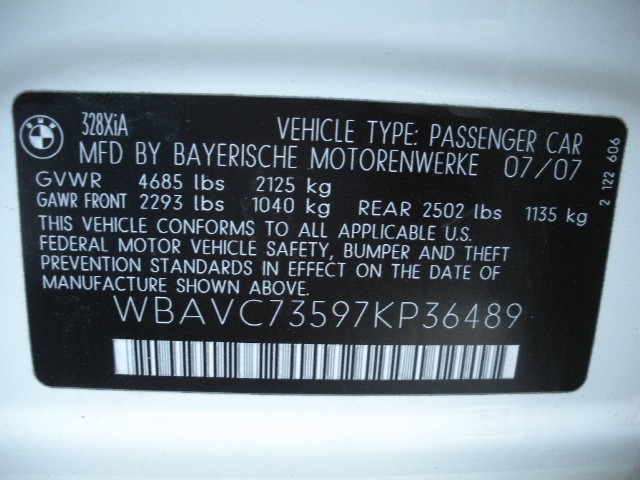 BMW
328XiA VEHICLE TYPE: PASSENGER CAR
MFD BY BAYERISCHE MOTORENWERKE 07/07
GVWR 4685 lbs 2125 kg
GAWR FRONT 2293 lbs 1040 kg REAR 2502 lbs 1135 kg
THIS VEHICLE CONFORMS TO ALL APPLICABLE U.S.
FEDERAL MOTOR VEHICLE SAFETY, BUMPER AND THEFT
PREVENTION STANDARDS IN EFFECT ON THE DATE OF
MANUFACTURE SHOWN ABOVE.
WBAVC73597KP36489
2 122 606